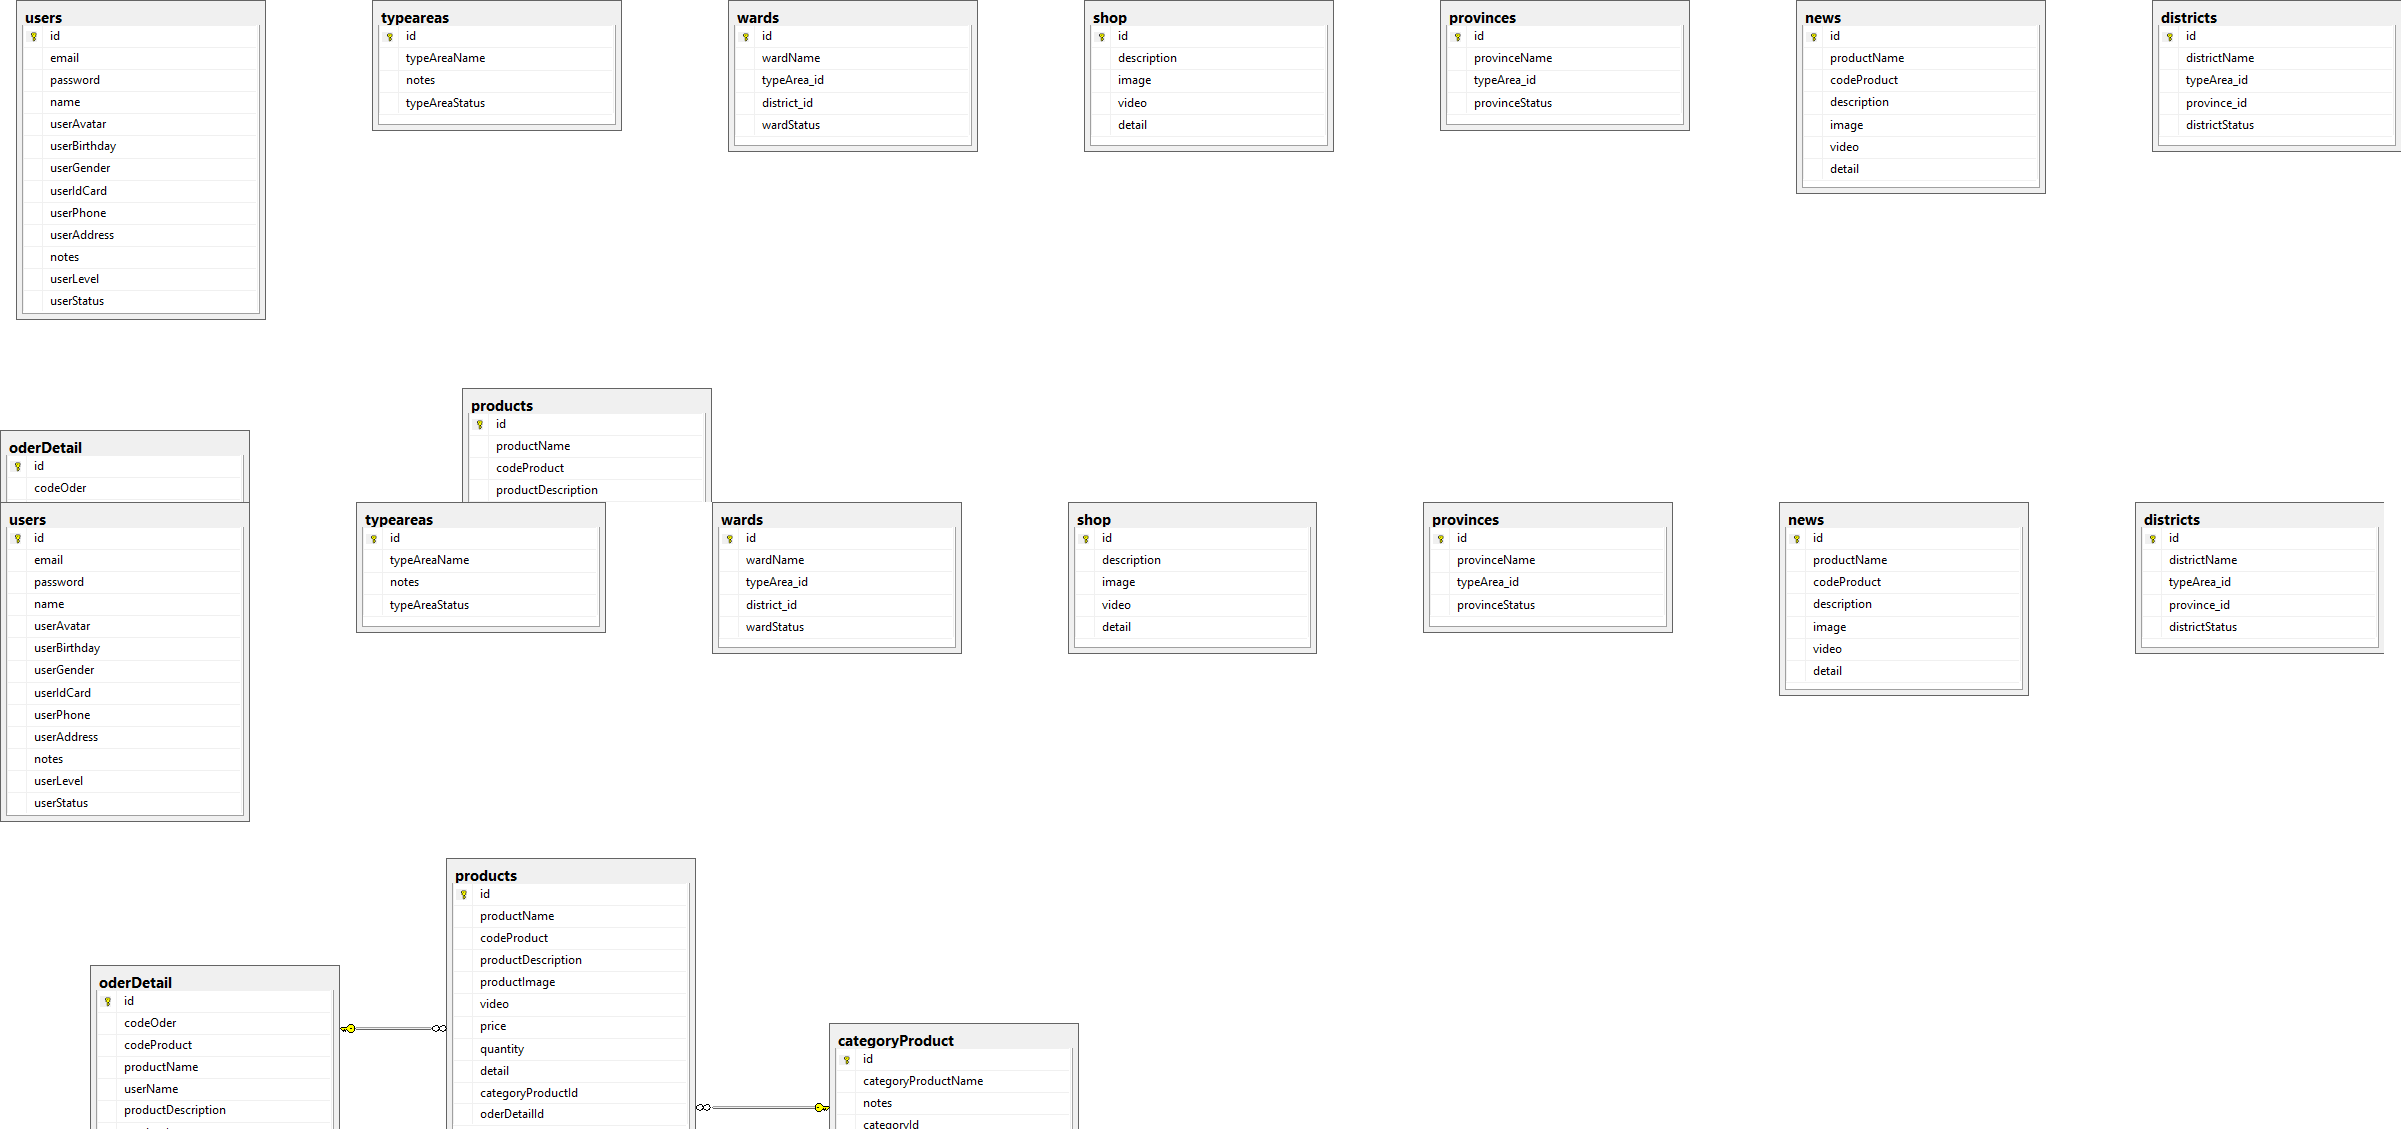 users
id
email
password
name
userAvatar
userBirthday
userGender
userIdCard
userPhone
userAddress
notes
userLevel
userStatus
typeareas
id
typeAreaName
notes
typeAreaStatus
wards
id
wardName
typeArea_id
district_id
wardStatus
shop
id
description
image
video
detail
provinces
id
provinceName
typeArea_id
provinceStatus
news
id
productName
codeProduct
description
image
video
detail
districts
id
districtName
typeArea_id
province_id
districtStatus
oderDetail
id
codeOder
products
id
productName
codeProduct
productDescription
users
id
email
password
name
userAvatar
userBirthday
userGender
userIdCard
userPhone
userAddress
notes
userLevel
userStatus
typeareas
id
typeAreaName
notes
typeAreaStatus
wards
id
wardName
typeArea_id
district_id
wardStatus
shop
id
description
image
video
detail
provinces
id
provinceName
typeArea_id
provinceStatus
news
id
productName
codeProduct
description
image
video
detail
districts
id
districtName
typeArea_id
province_id
districtStatus
oderDetail
id
codeOder
codeProduct
productName
userName
productDescription
products
id
productName
codeProduct
productDescription
productImage
video
price
quantity
detail
categoryProductId
oderDetailId
categoryProduct
id
categoryProductName
notes
categoryId